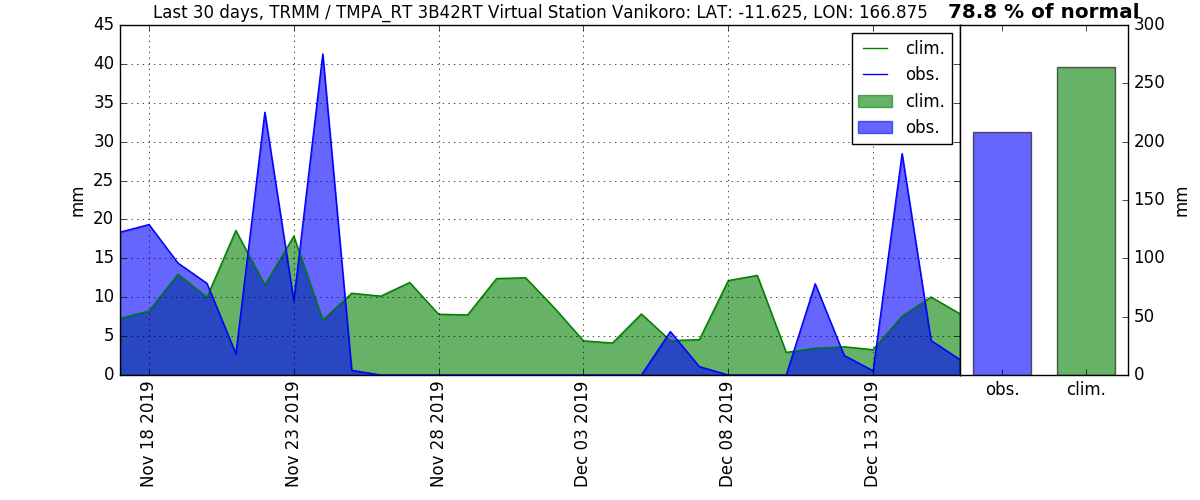 Last 30 days, TRMM / TMPA_RT 3B42RT Virtual Station Vanikoro: LAT: -11.625, LON: 166.875
78.8 % of normal
45
40
35
30
25
20
15
10
5
0
mm
clim.
obs.
clim.
obs.
Nov 18 2019
Nov 23 2019
Nov 28 2019
Dec 03 2019
Dec 08 2019
Dec 13 2019
300
250
200
150
100
50
0
mm
obs.
clim.